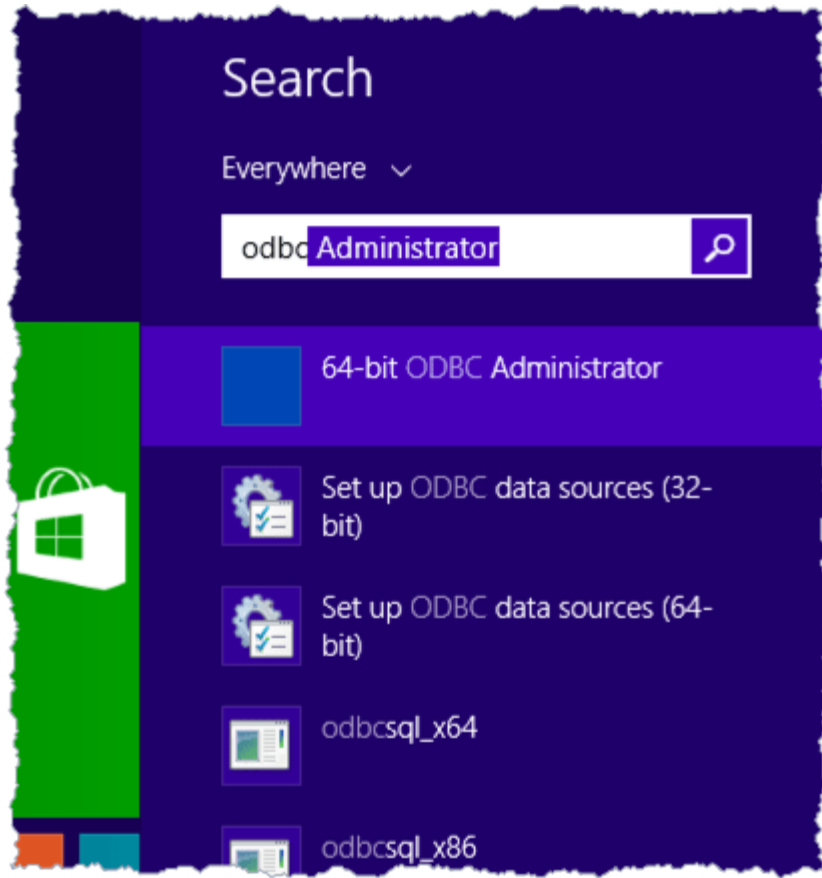 Search
Everywhere
odbc Administrator
64-bit ODBC Administrator
Set up ODBC data sources (32-
bit)
Set up ODBC data sources (64-
bit)
odbcsql_x64
odbcsql_x86